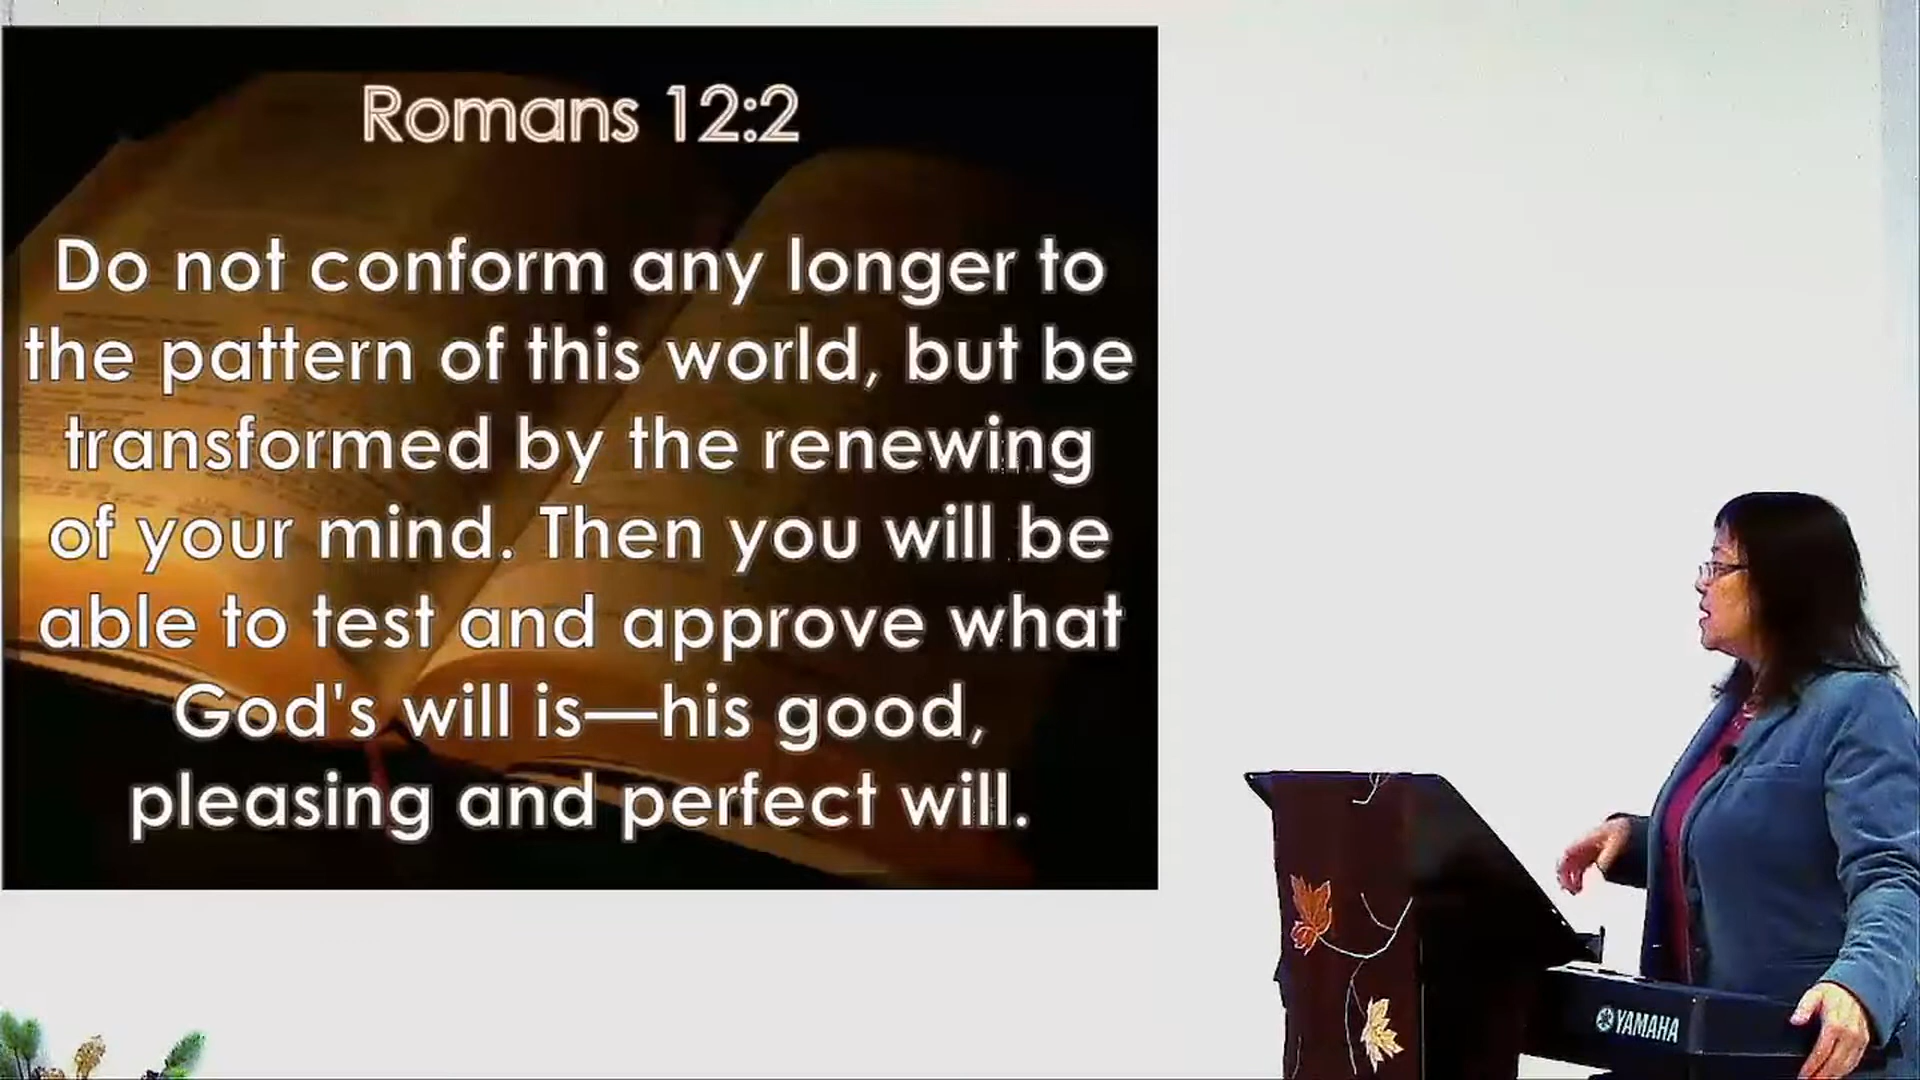 Romans 12:2
Do not conform any longer to
the pattern of this world, but be
transformed by the renewing
of your mind. Then you will be
able to test and approve what
God's will is—his good,
pleasing and perfect will.
YAMAHA